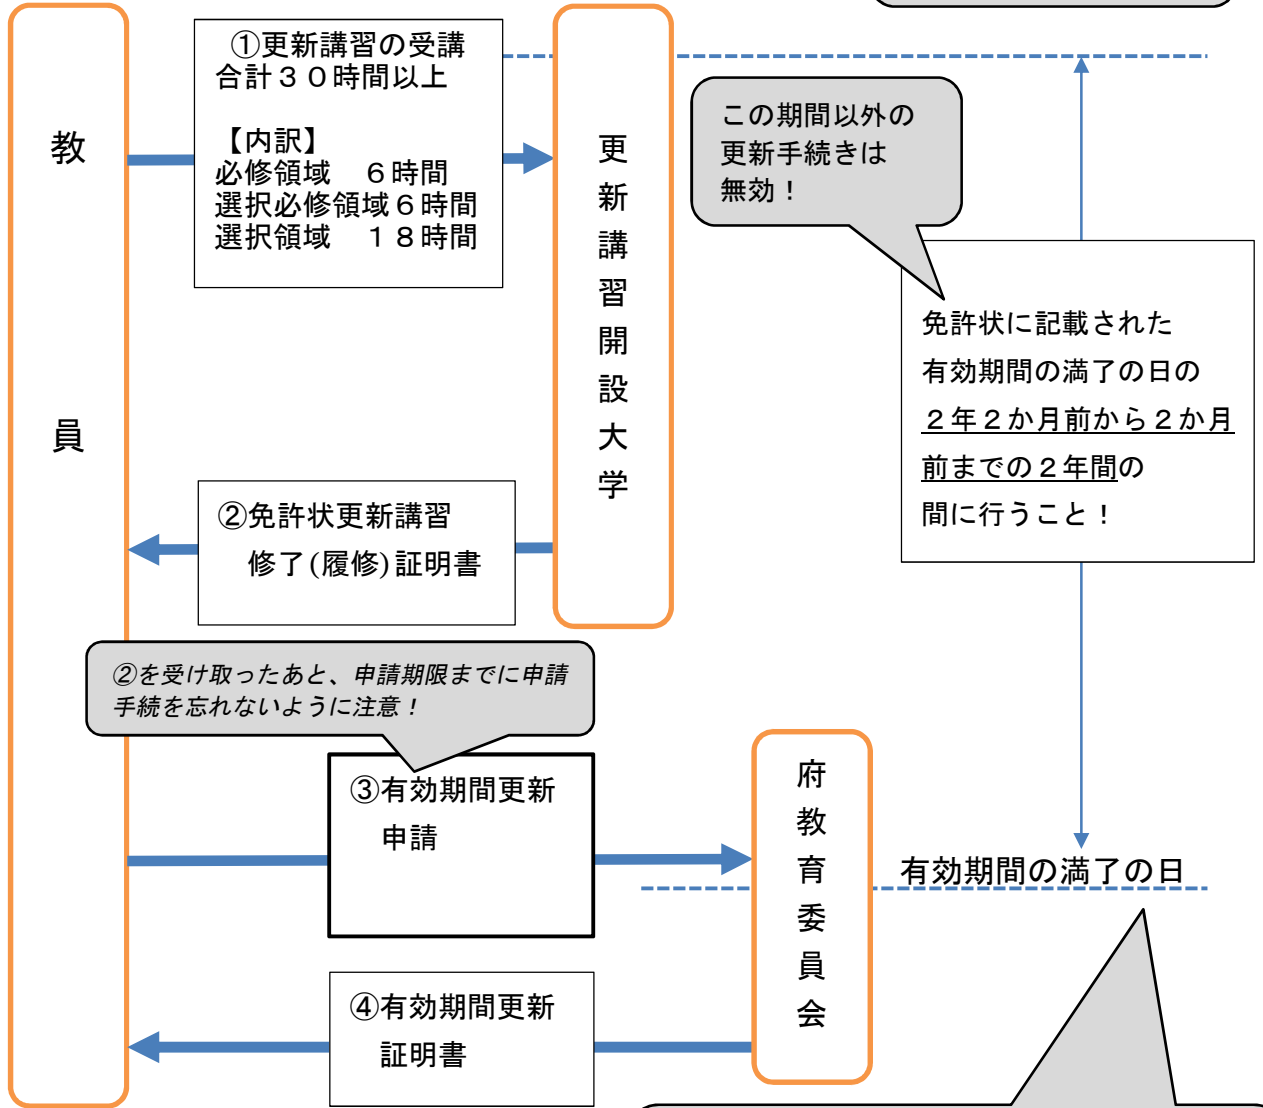 教員
①更新講習の受講
合計３０時間以上
【内訳】
必修領域　６時間
選択必修領域６時間
選択領域　１８時間
更新講習開設大学
この期間以外の
更新手続きは
無効！
免許状に記載された
有効期間の満了の日の
２年２か月前から２か月
前までの２年間の
間に行うこと！
②免許状更新講習
修了(履修)証明書
②を受け取ったあと、申請期限までに申請
手続を忘れないように注意！
③有効期間更新
申請
府教育委員会
有効期間の満了の日
④有効期間更新
証明書